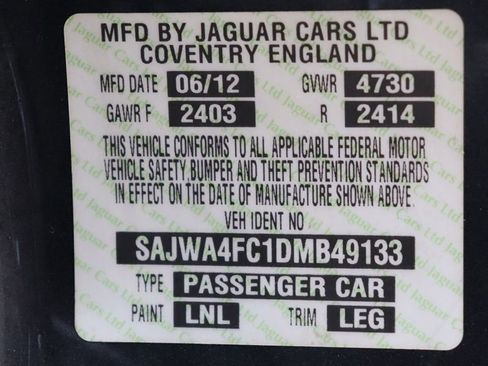 MFD BY JAGUAR CARS LTD
COVENTRY ENGLAND
MFD DATE 06/12 GVWR 4730
GAWR F 2403 R 2414
THIS VEHICLE CONFORMS TO ALL APPLICABLE FEDERAL MOTOR
VEHICLE SAFETY BUMPER AND THEFT PREVENTION STANDARDS
IN EFFECT ON THE DATE OF MANUFACTURE SHOWN ABOVE.
VEH IDENT NO
SAJWA4FC1DMB49133
TYPE PASSENGER CAR
PAINT LNL TRIM LEG